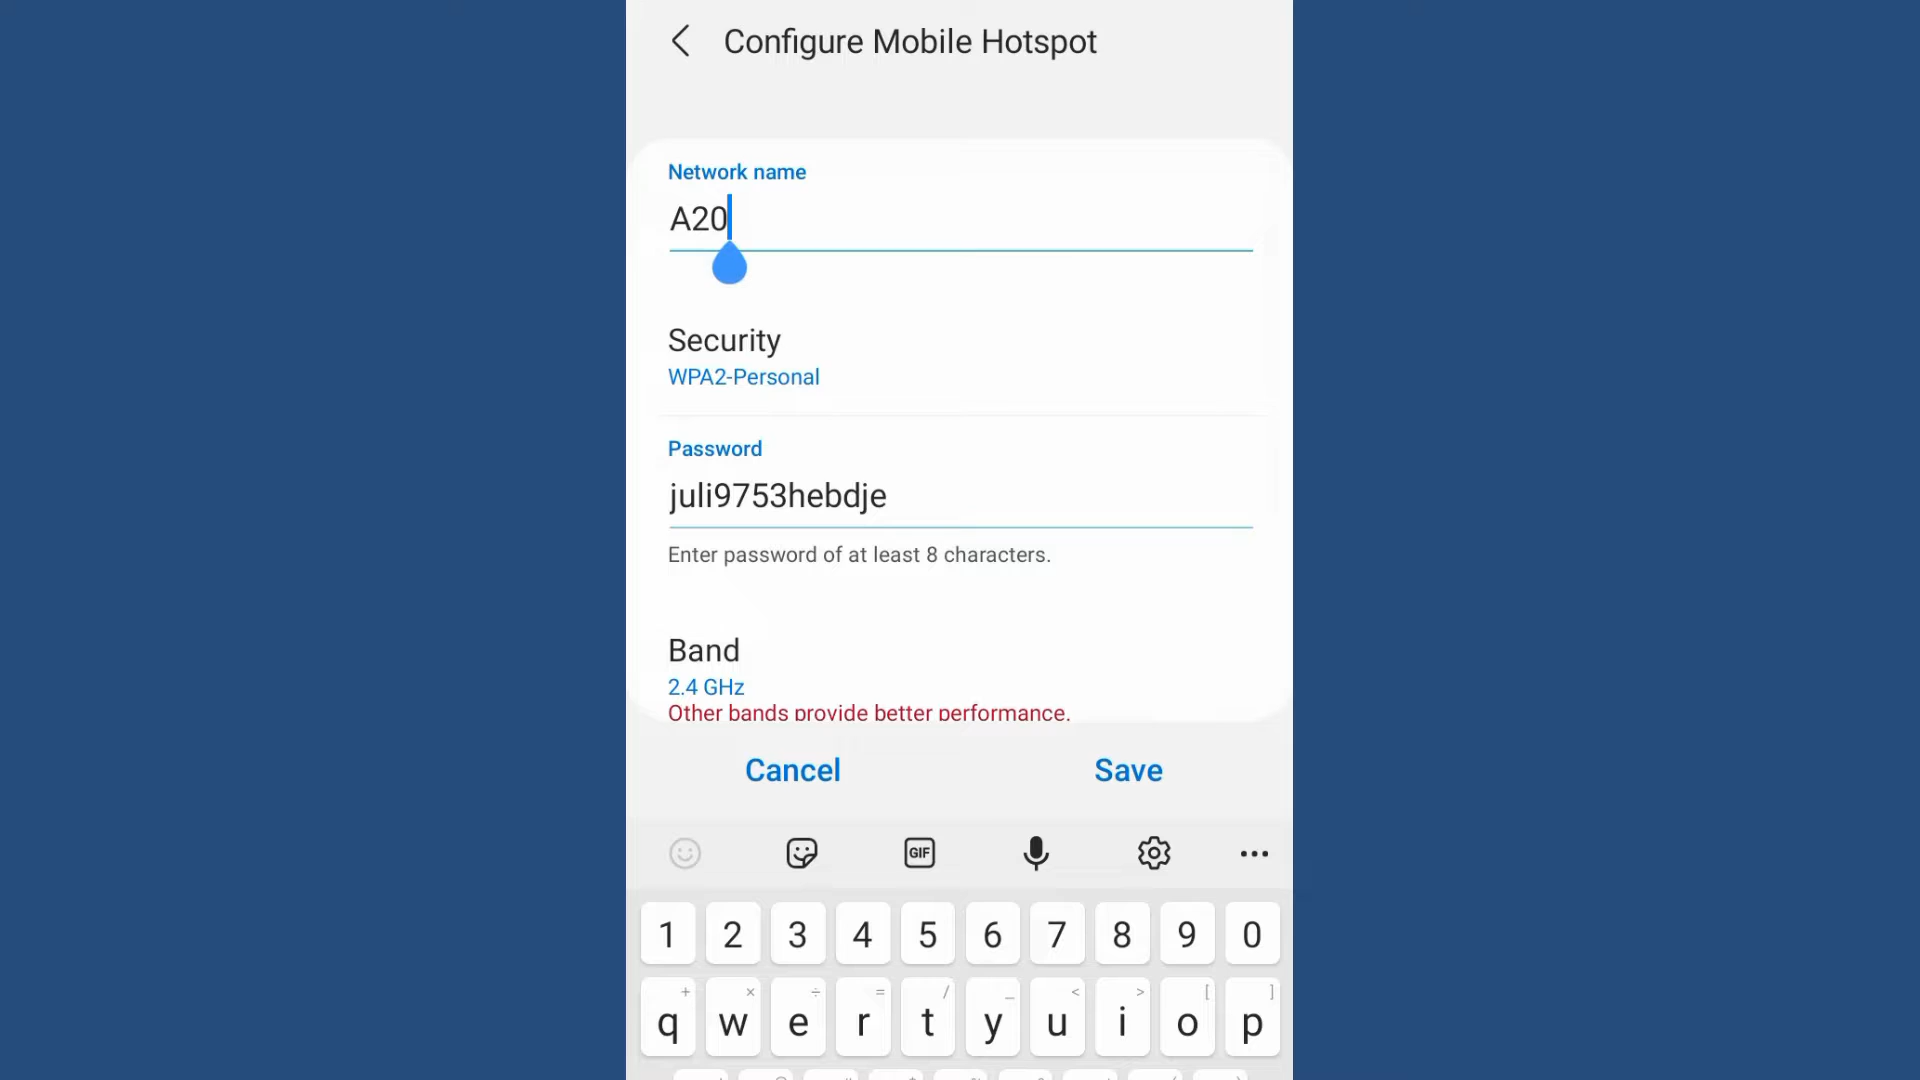 Configure Mobile Hotspot
Network name
A20
Security
WPA2-Personal
Password
juli9753hebdje
Enter password of at least 8 characters.
Band
2.4 GHz
Other bands provide better performance.
Cancel Save
GIF
1 2 3 4 5 6 7 8 9 0
+ × ÷ = / _ < > [ ]
q w e r t y u i o p